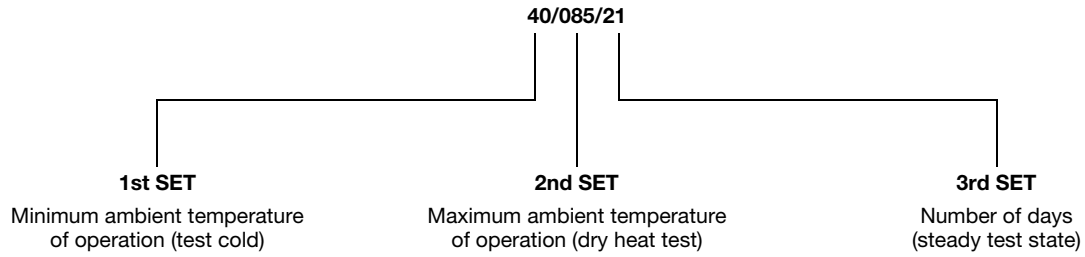 40/085/21
1st SET
Minimum ambient temperature
of operation (test cold)
2nd SET
Maximum ambient temperature
of operation (dry heat test)
3rd SET
Number of days
(steady test state)